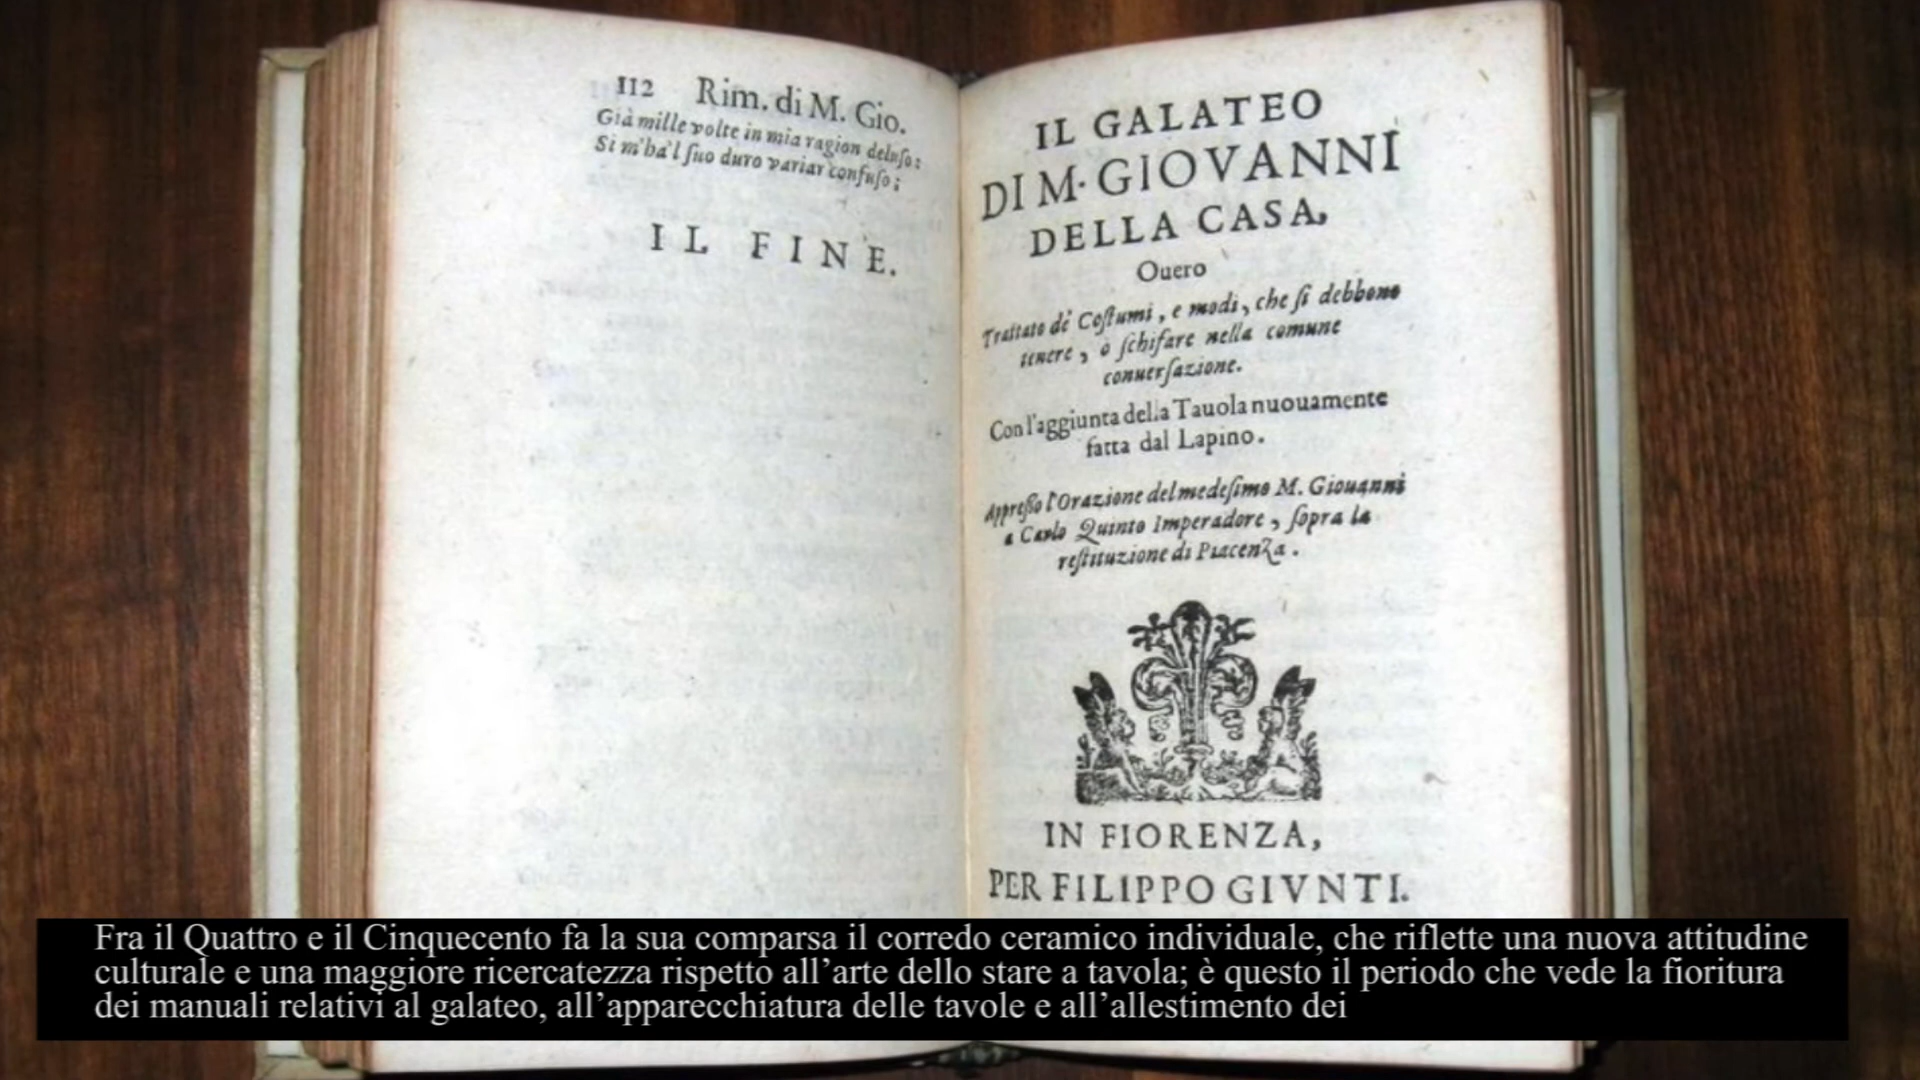 112 Rim. di M. Gio.
Già mille volte in mia ragion deluſo:
Si m'ha'l ſuo duro variar confuſo;
IL FINE.
IL GALATEO
DI M. GIOVANNI
DELLA CASA,
Ouero
Trattato de' Coſtumi, e modi, che ſi debbono
tenere, o ſchifare nella comune
conuerſazione.
Con l'aggiunta della Tauola nuouamente
fatta dal Lapino.
Appreſſo l'Orazione del medeſimo M. Giouanni
a Carlo Quinto Imperadore, ſopra la
reſtituzione di Piacenza.
IN FIORENZA,
PER FILIPPO GIVNTI.
Fra il Quattro e il Cinquecento fa la sua comparsa il corredo ceramico individuale, che riflette una nuova attitudine
culturale e una maggiore ricercatezza rispetto all’arte dello stare a tavola; è questo il periodo che vede la fioritura
dei manuali relativi al galateo, all’apparecchiatura delle tavole e all’allestimento dei